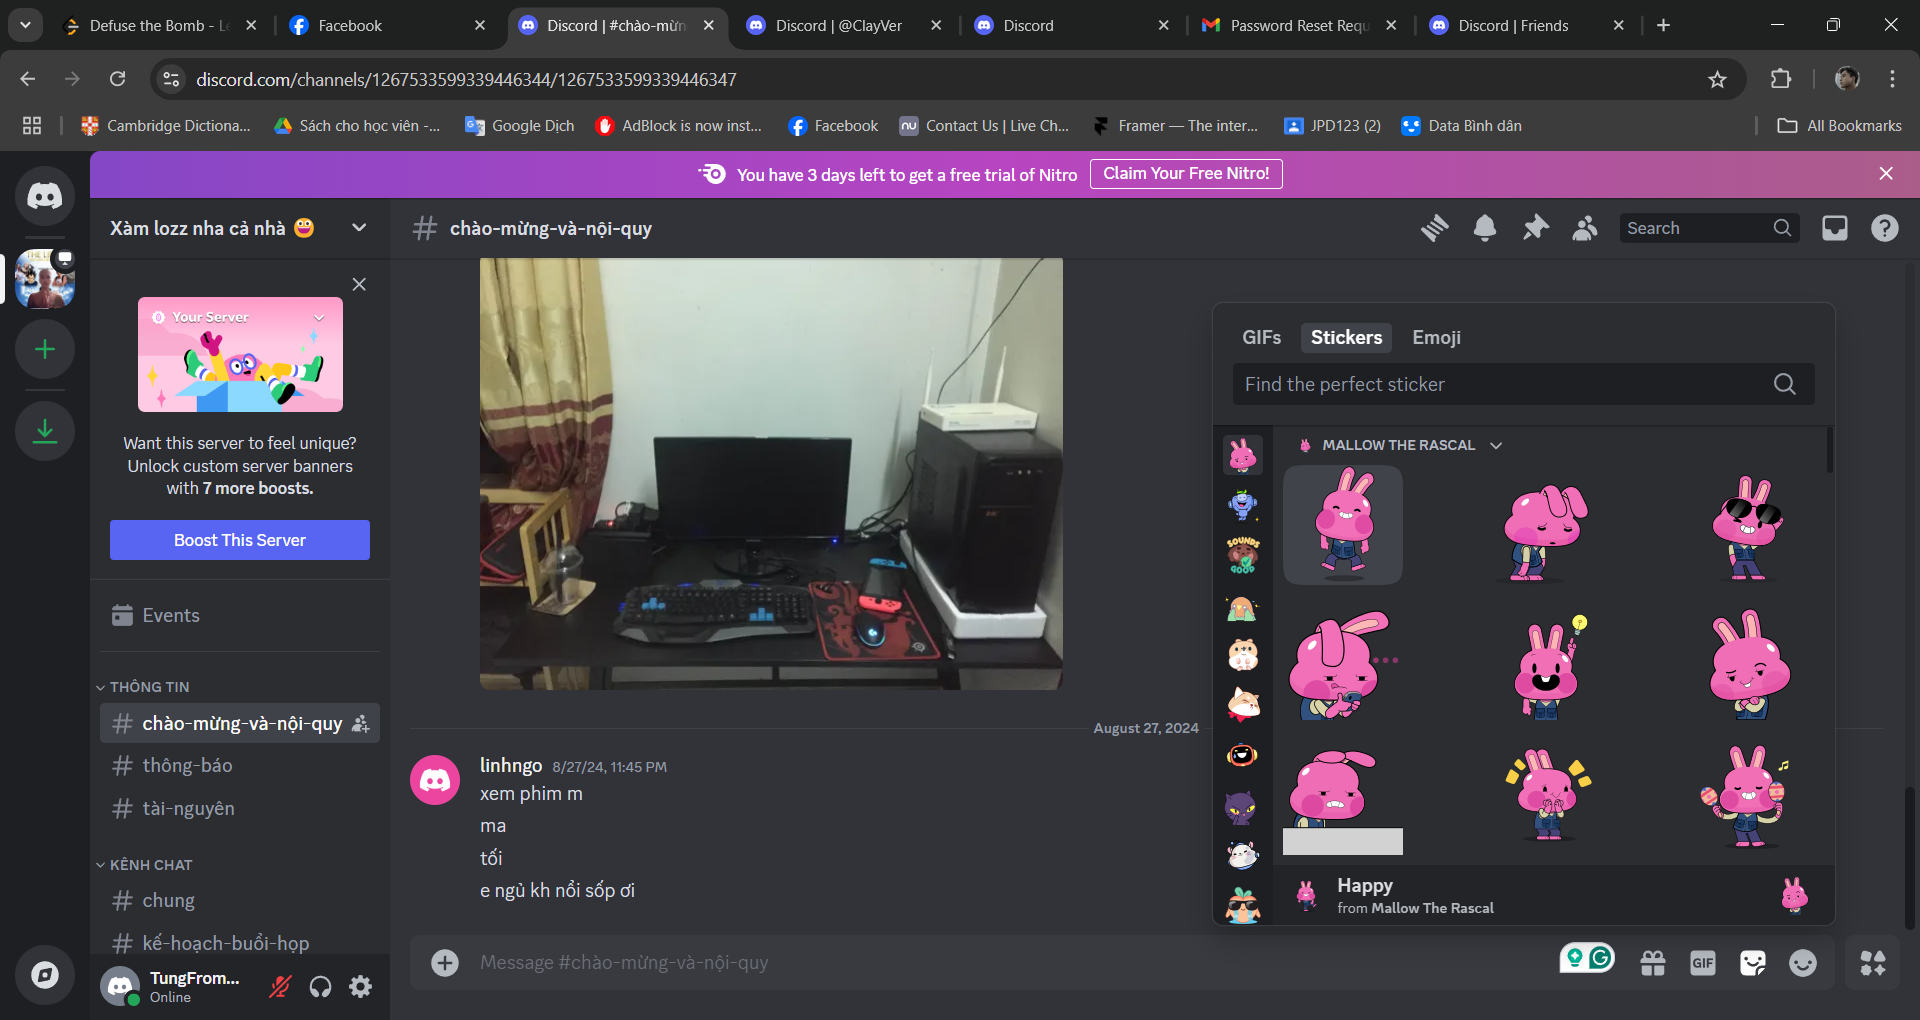 Defuse the Bomb - Le
Facebook
Discord | #chào-mừn
Discord | @ClayVer
Discord
Password Reset Requ
Discord | Friends
discord.com/channels/1267533599339446344/1267533599339446347
Cambridge Dictiona...
Sách cho học viên -...
Google Dịch
AdBlock is now inst...
Facebook
nu
Contact Us | Live Ch...
Framer — The inter...
JPD123 (2)
Data Bình dân
All Bookmarks
You have 3 days left to get a free trial of Nitro
Claim Your Free Nitro!
Xàm lozz nha cả nhà
chào-mừng-và-nội-quy
Search
Your Server
Want this server to feel unique?
Unlock custom server banners
with 7 more boosts.
Boost This Server
Events
THÔNG TIN
chào-mừng-và-nội-quy
thông-báo
tài-nguyên
KÊNH CHAT
chung
kế-hoạch-buổi-họp
TungFrom...
Online
August 27, 2024
linhngo 8/27/24, 11:45 PM
xem phim m
ma
tối
e ngủ kh nổi sốp ơi
Message #chào-mừng-và-nội-quy
GIF
GIFs
Stickers
Emoji
Find the perfect sticker
MALLOW THE RASCAL
SOUNDS
GOOD
Happy
from Mallow The Rascal